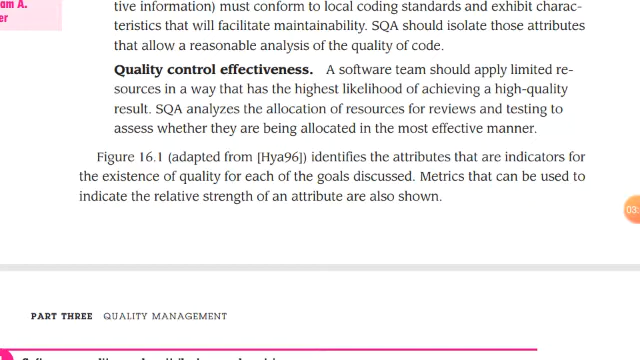 am A.
er
tive information) must conform to local coding standards and exhibit charac-
teristics that will facilitate maintainability. SQA should isolate those attributes
that allow a reasonable analysis of the quality of code.
Quality control effectiveness. A software team should apply limited re-
sources in a way that has the highest likelihood of achieving a high-quality
result. SQA analyzes the allocation of resources for reviews and testing to
assess whether they are being allocated in the most effective manner.
Figure 16.1 (adapted from [Hya96]) identifies the attributes that are indicators for
the existence of quality for each of the goals discussed. Metrics that can be used to
indicate the relative strength of an attribute are also shown.
03:
PART THREE QUALITY MANAGEMENT